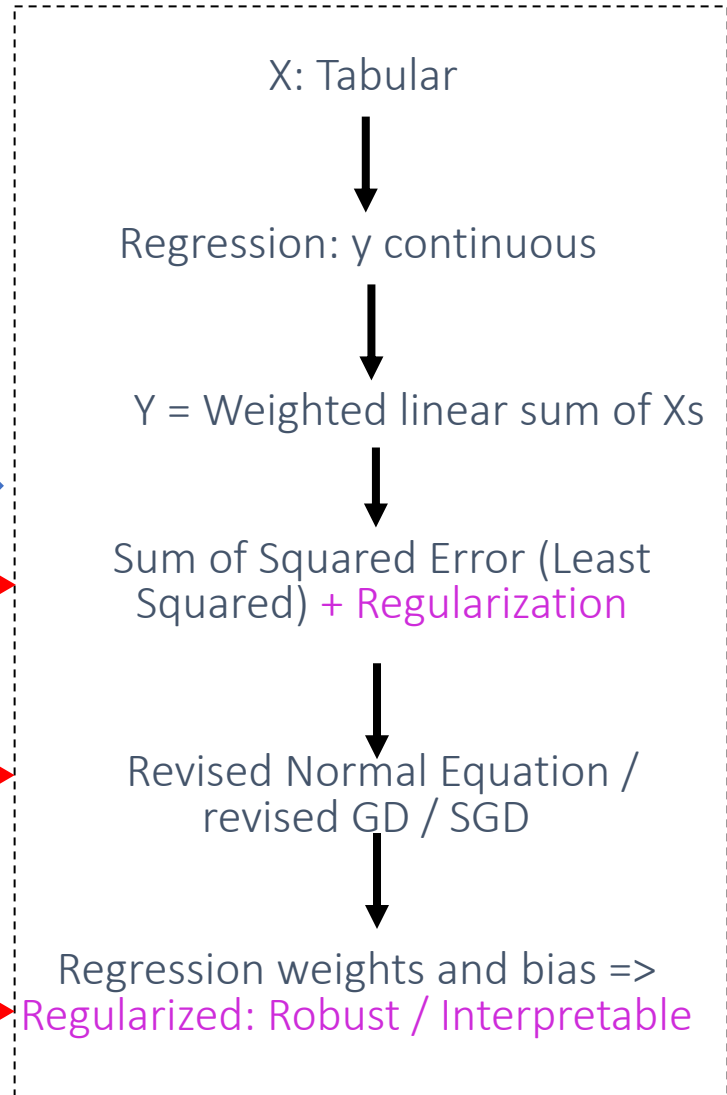 X: Tabular
Regression: y continuous
Y = Weighted linear sum of Xs
Sum of Squared Error (Least
Squared) + Regularization
Revised Normal Equation /
revised GD / SGD
Regression weights and bias =>
Regularized: Robust / Interpretable